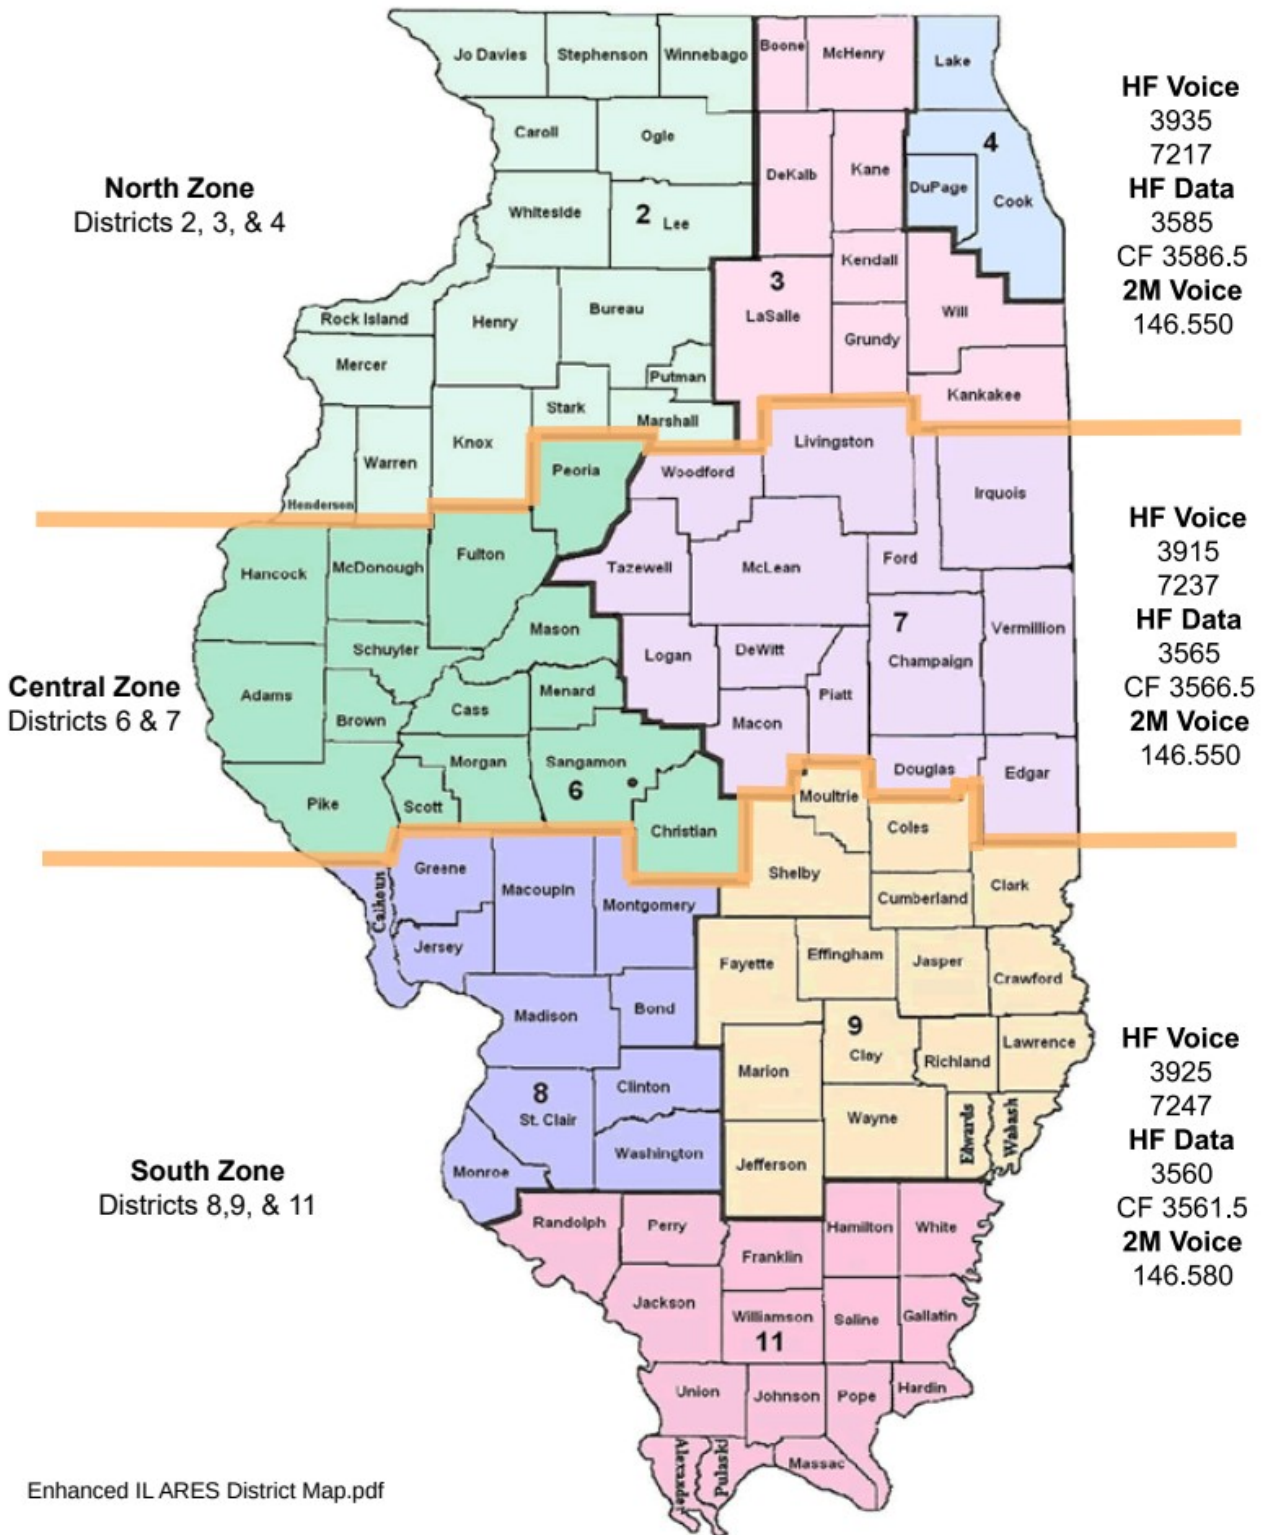 Jo Davies
Stephenson
Winnebago
Boone
McHenry
Lake
HF Voice
3935
7217
HF Data
3585
CF 3586.5
2M Voice
146.550
North Zone
Districts 2, 3, & 4
Caroll
Ogle
DeKalb
Kane
4
DuPage
Cook
Whiteside
2
Lee
Kendall
3
LaSalle
Will
Rock Island
Henry
Bureau
Grundy
Mercer
Putman
Kankakee
Stark
Marshall
Knox
Warren
Henderson
Peoria
Woodford
Livingston
Irquois
HF Voice
3915
7237
HF Data
3565
CF 3566.5
2M Voice
146.550
Central Zone
Districts 6 & 7
Hancock
McDonough
Fulton
Tazewell
McLean
Ford
7
Vermillion
Mason
Schuyler
Logan
DeWitt
Champaign
Adams
Brown
Cass
Menard
Piatt
Macon
Morgan
Sangamon
6
Douglas
Edgar
Pike
Scott
Christian
Moultrie
Coles
Greene
Macoupin
Montgomery
Shelby
Cumberland
Clark
Calhoun
Jersey
Fayette
Effingham
Jasper
Crawford
Madison
Bond
9
Clay
Richland
Lawrence
HF Voice
3925
7247
HF Data
3560
CF 3561.5
2M Voice
146.580
Marion
8
St. Clair
Clinton
Wayne
Edwards
Wabash
Washington
Jefferson
Monroe
South Zone
Districts 8,9, & 11
Randolph
Perry
Franklin
Hamilton
White
Jackson
Williamson
11
Saline
Gallatin
Union
Johnson
Pope
Hardin
Alexander
Pulaski
Massac
Enhanced IL ARES District Map.pdf